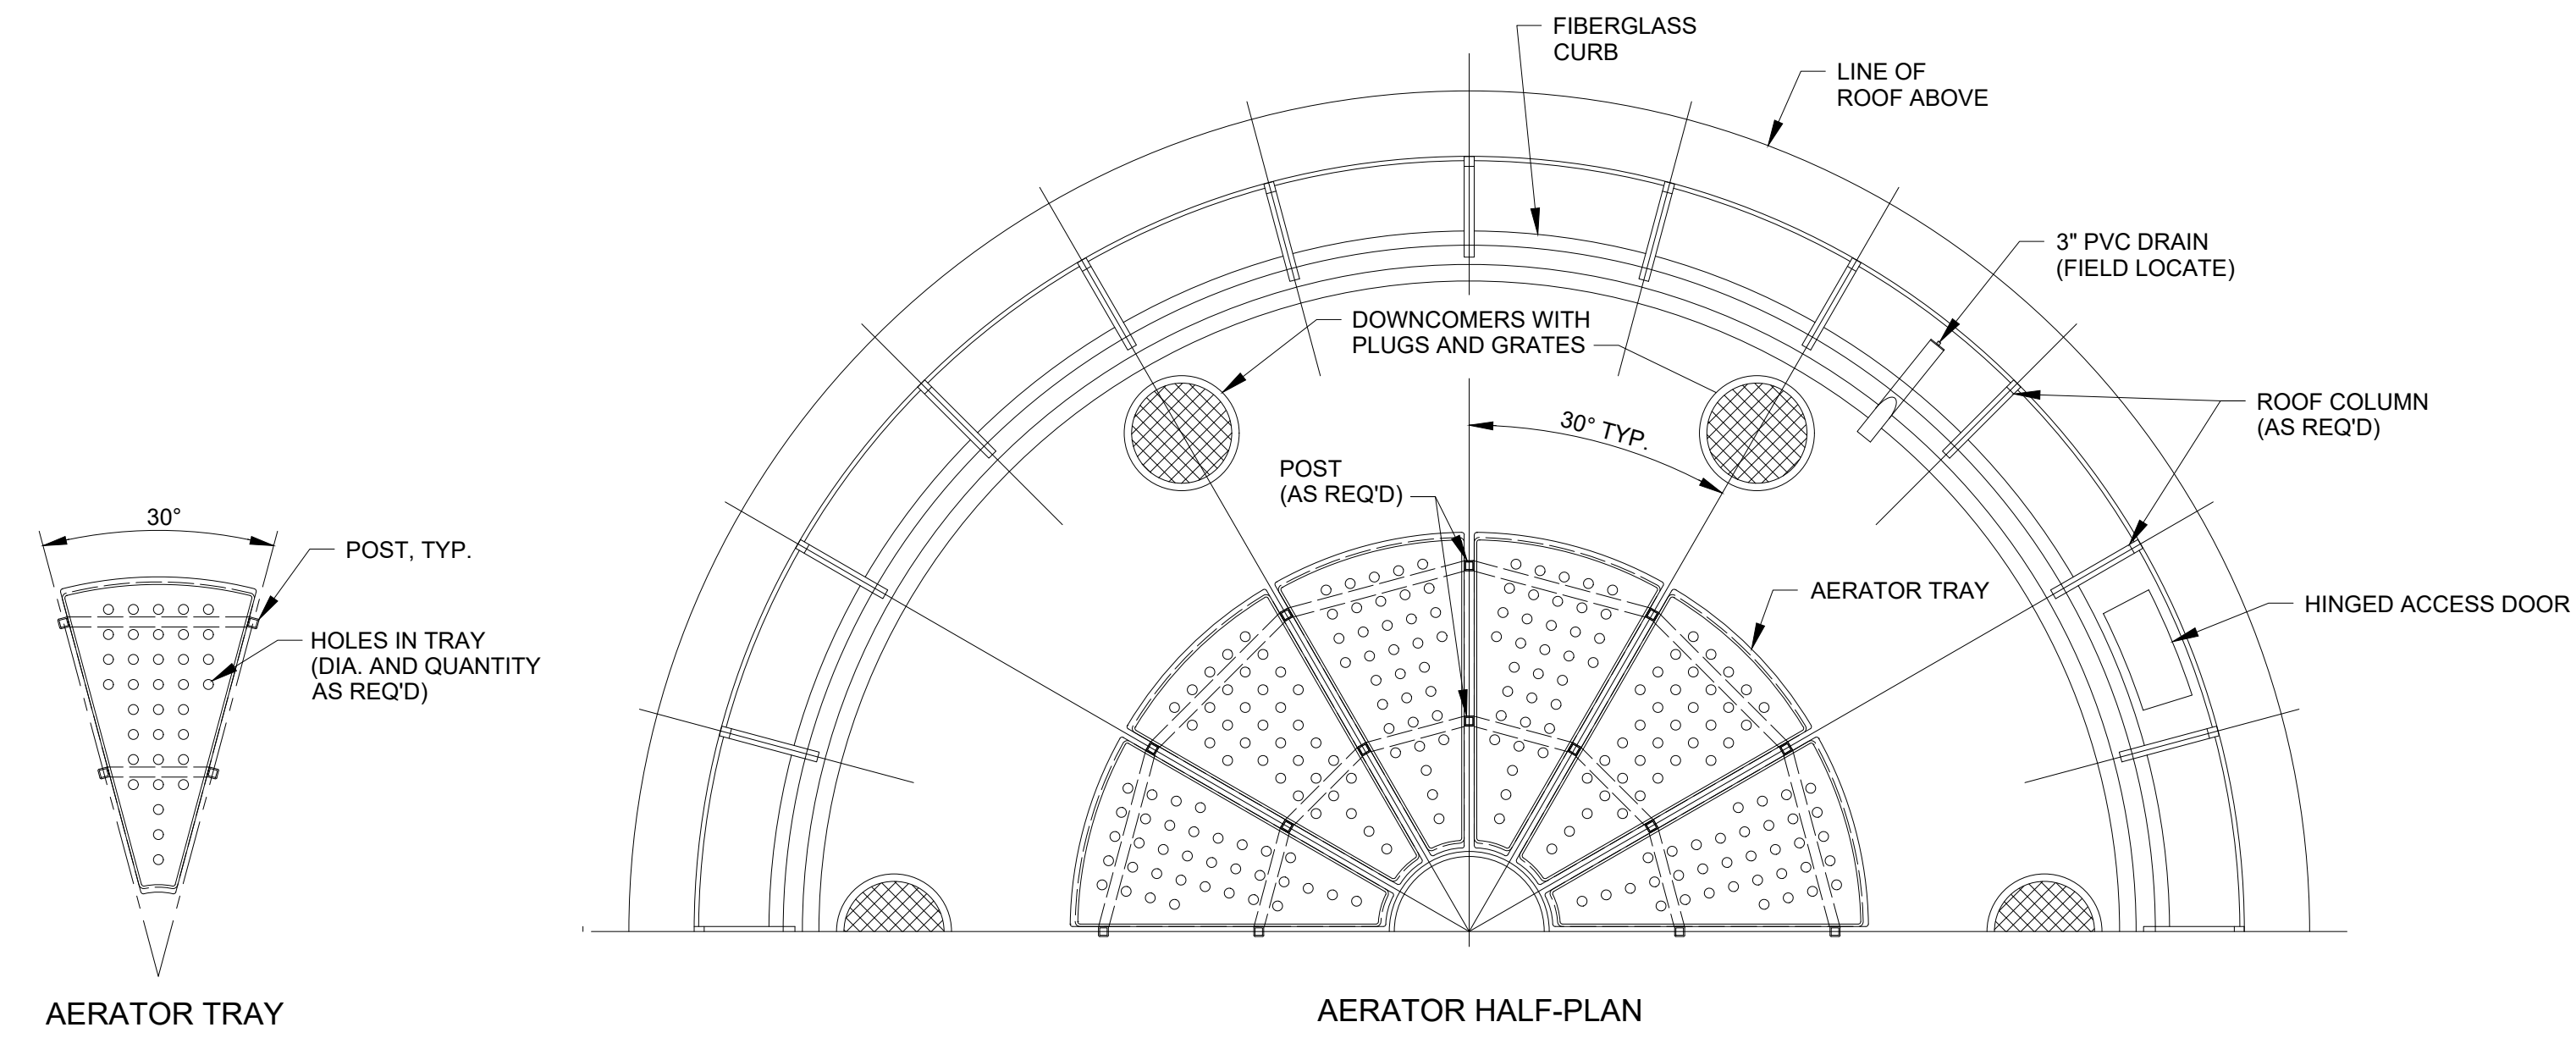 FIBERGLASS
CURB
LINE OF
ROOF ABOVE
3" PVC DRAIN
(FIELD LOCATE)
DOWNCOMERS WITH
PLUGS AND GRATES
ROOF COLUMN
(AS REQ'D)
30° TYP.
POST
(AS REQ'D)
30°
POST, TYP.
AERATOR TRAY
HINGED ACCESS DOOR
HOLES IN TRAY
(DIA. AND QUANTITY
AS REQ'D)
AERATOR TRAY
AERATOR HALF-PLAN